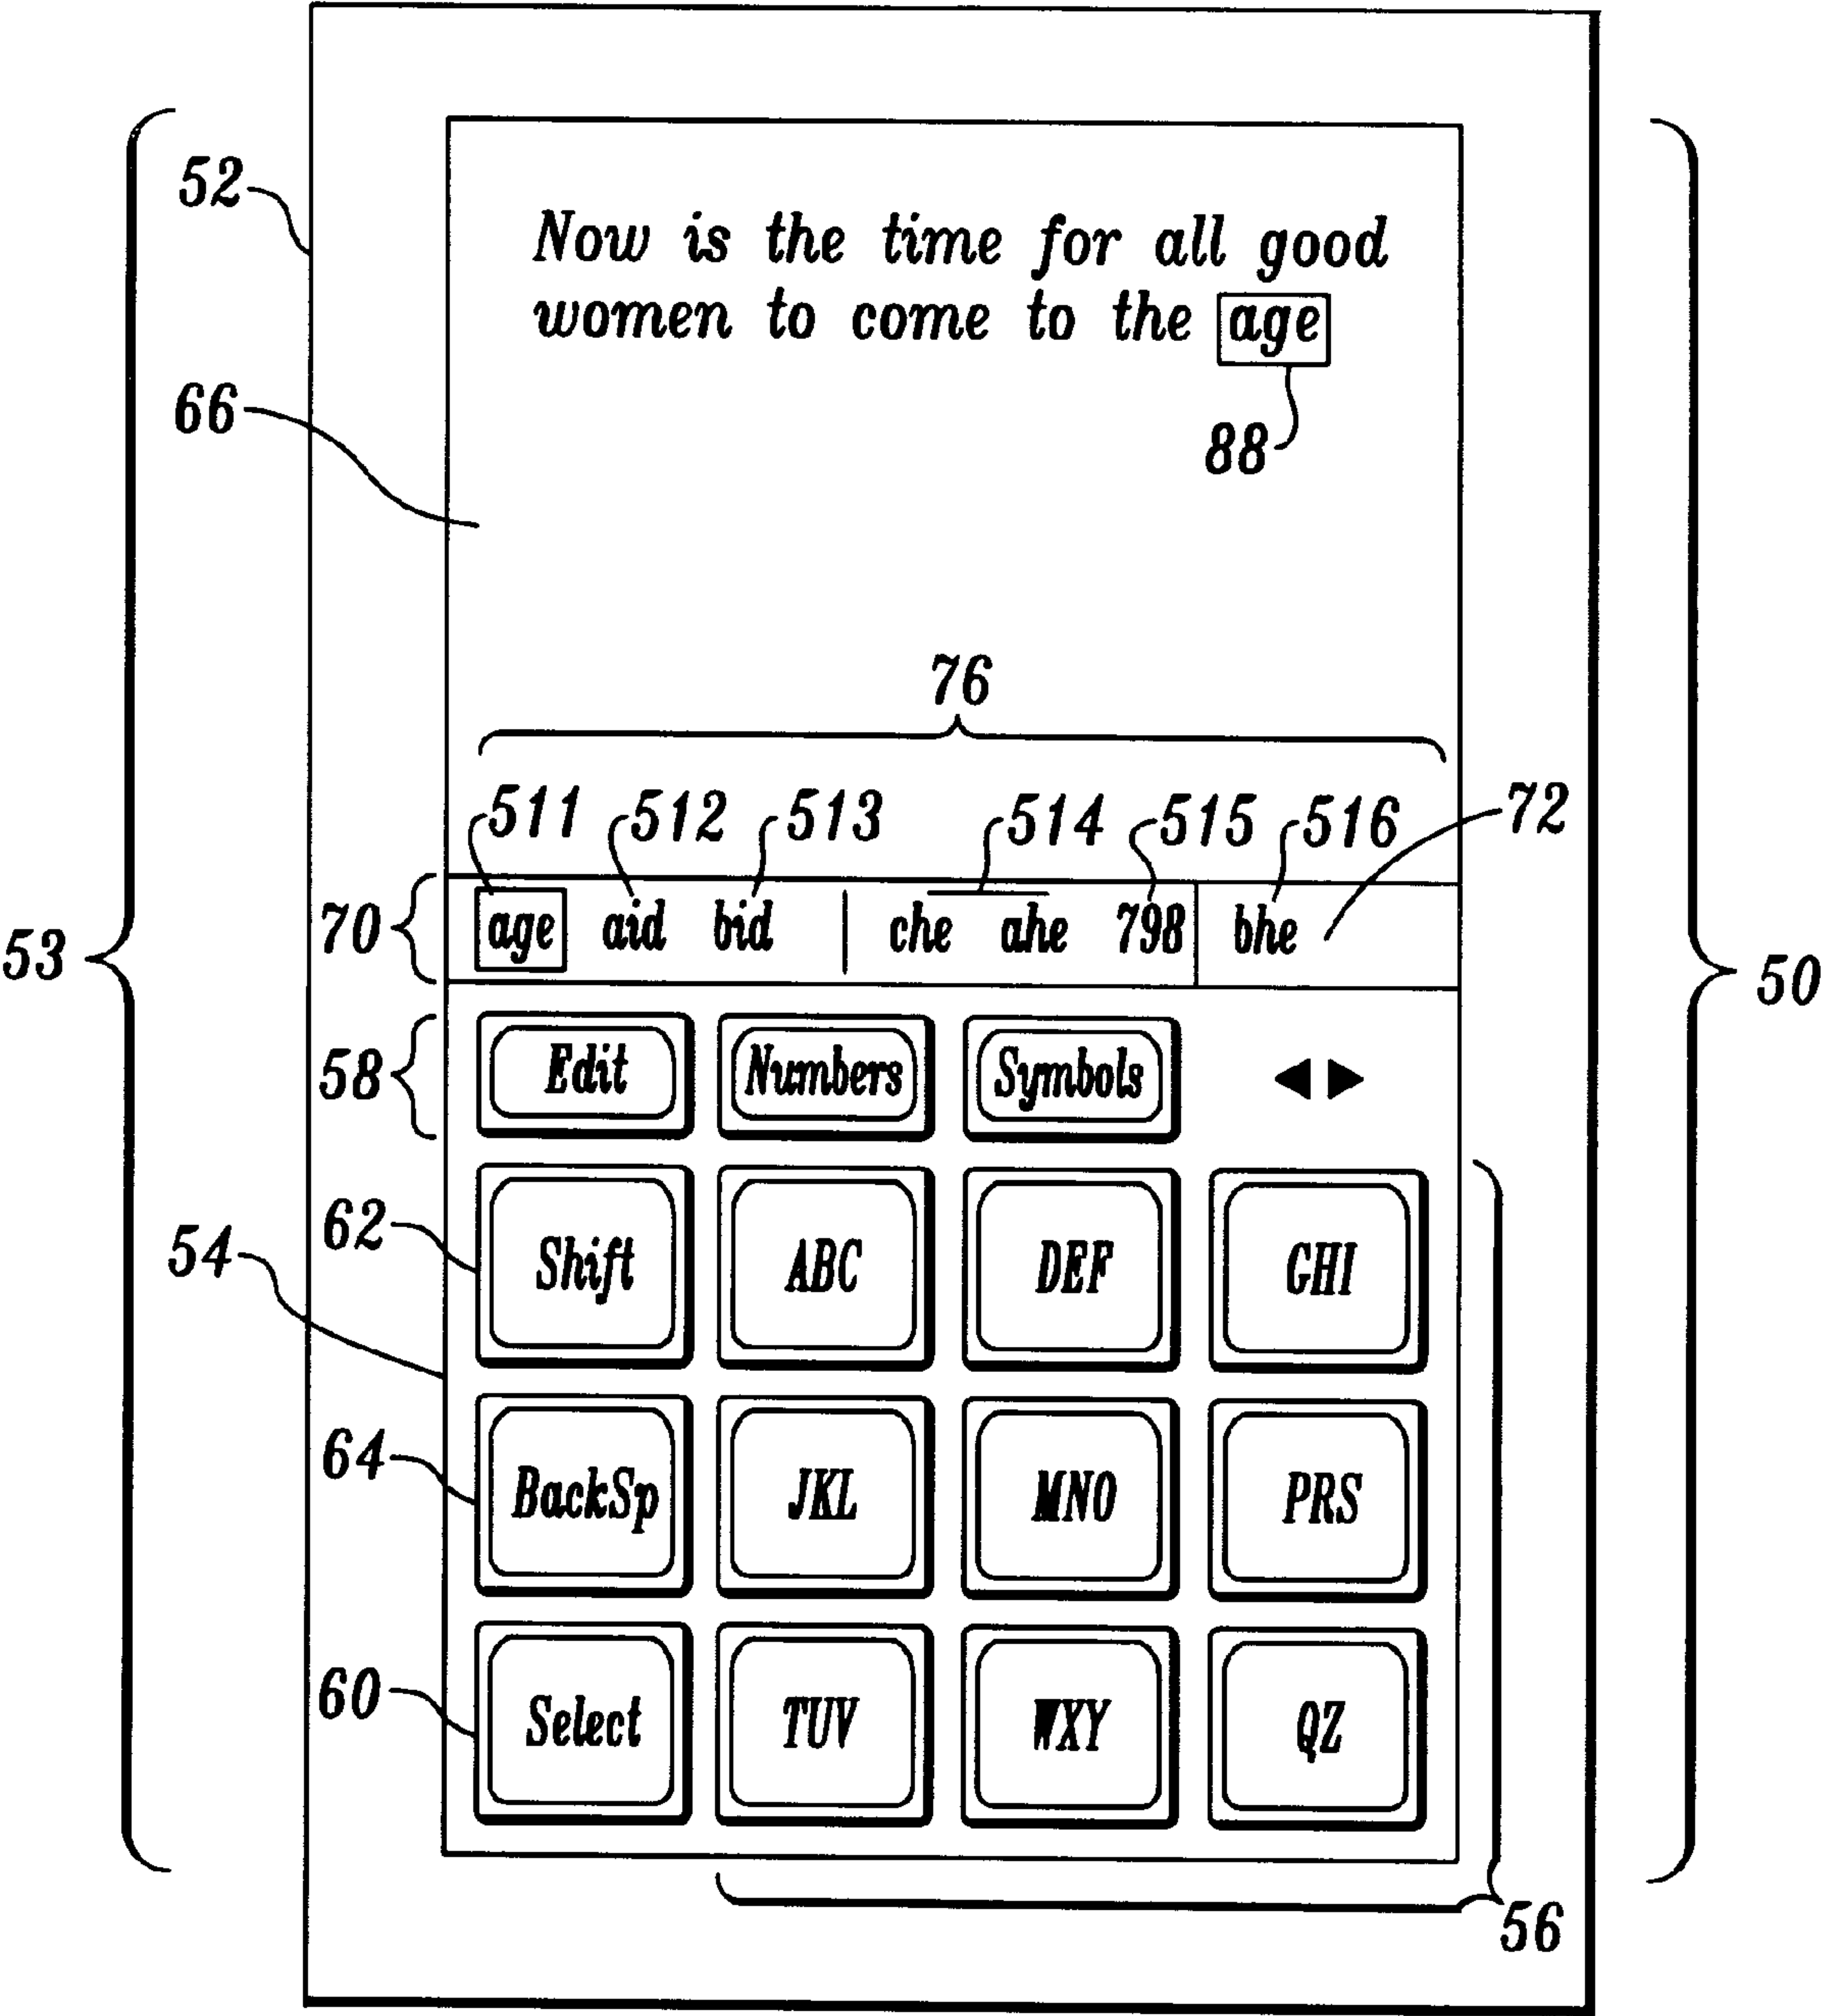 52
Now is the time for all good
women to come to the age
66
88
76
511 512 513 514 515 516 72
70 age aid bid che ahe 798 bhe
53
50
58 Edit Numbers Symbols
62 Shift ABC DEF GHI
54
64 BackSp JKL MNO PRS
60 Select TUV WXY QZ
56